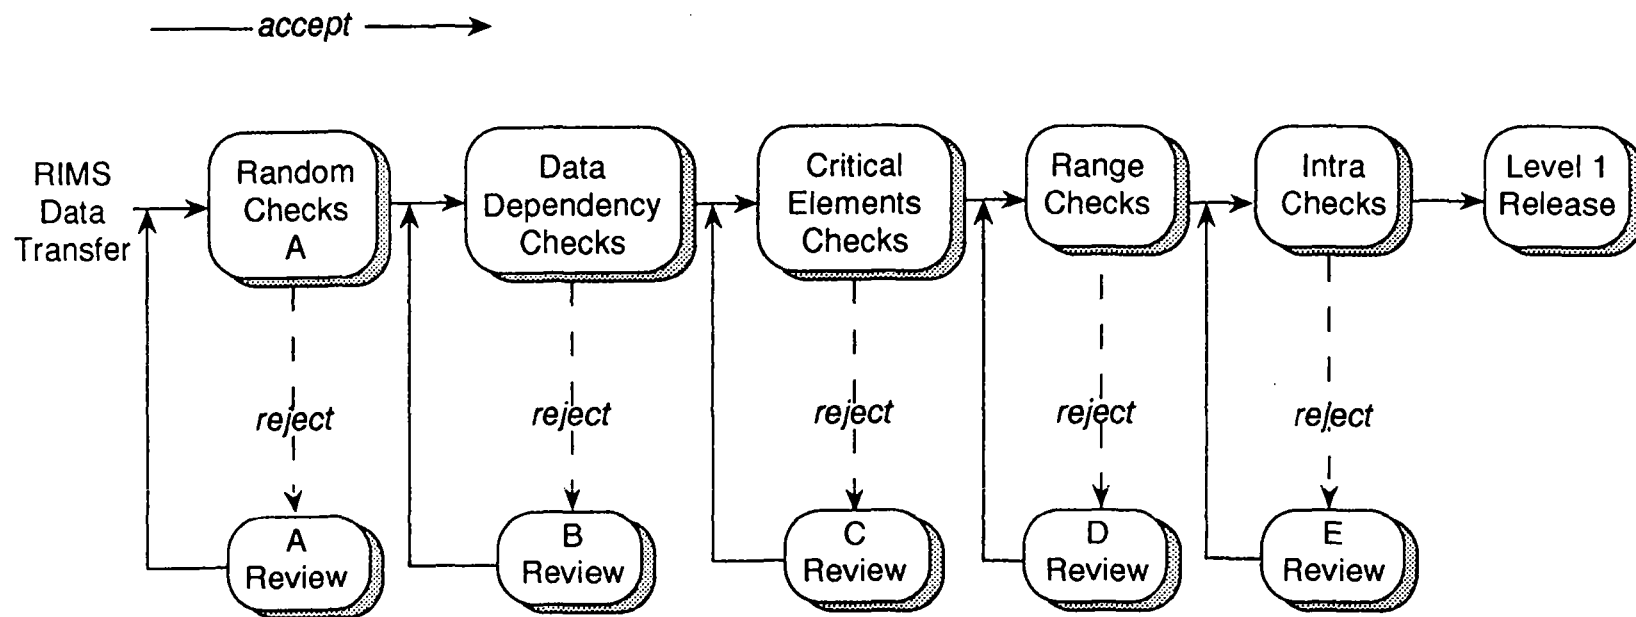 accept
RIMS
Data
Transfer
Random
Checks
A
Data
Dependency
Checks
Critical
Elements
Checks
Range
Checks
Intra
Checks
Level 1
Release
reject
reject
reject
reject
reject
A
Review
B
Review
C
Review
D
Review
E
Review